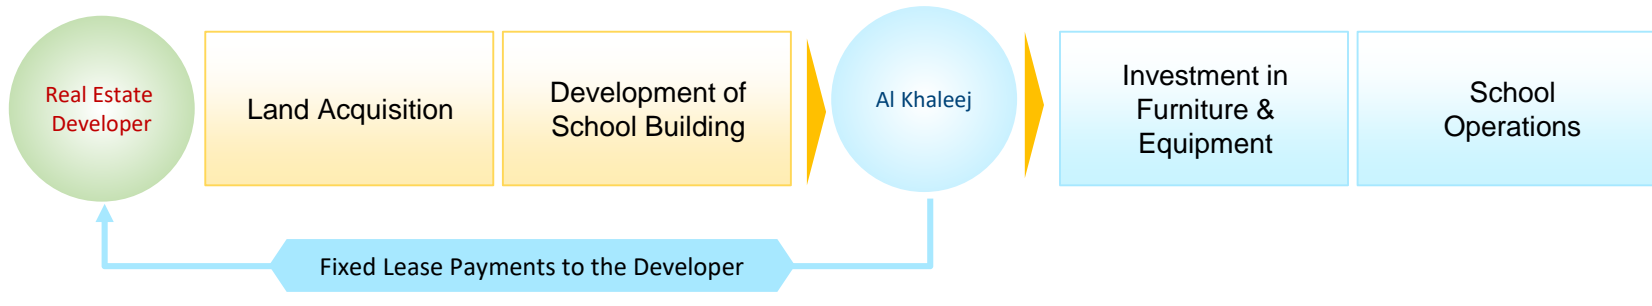 Real Estate
Developer
Land Acquisition
Development of
School Building
Al Khaleej
Investment in
Furniture &
Equipment
School
Operations
Fixed Lease Payments to the Developer